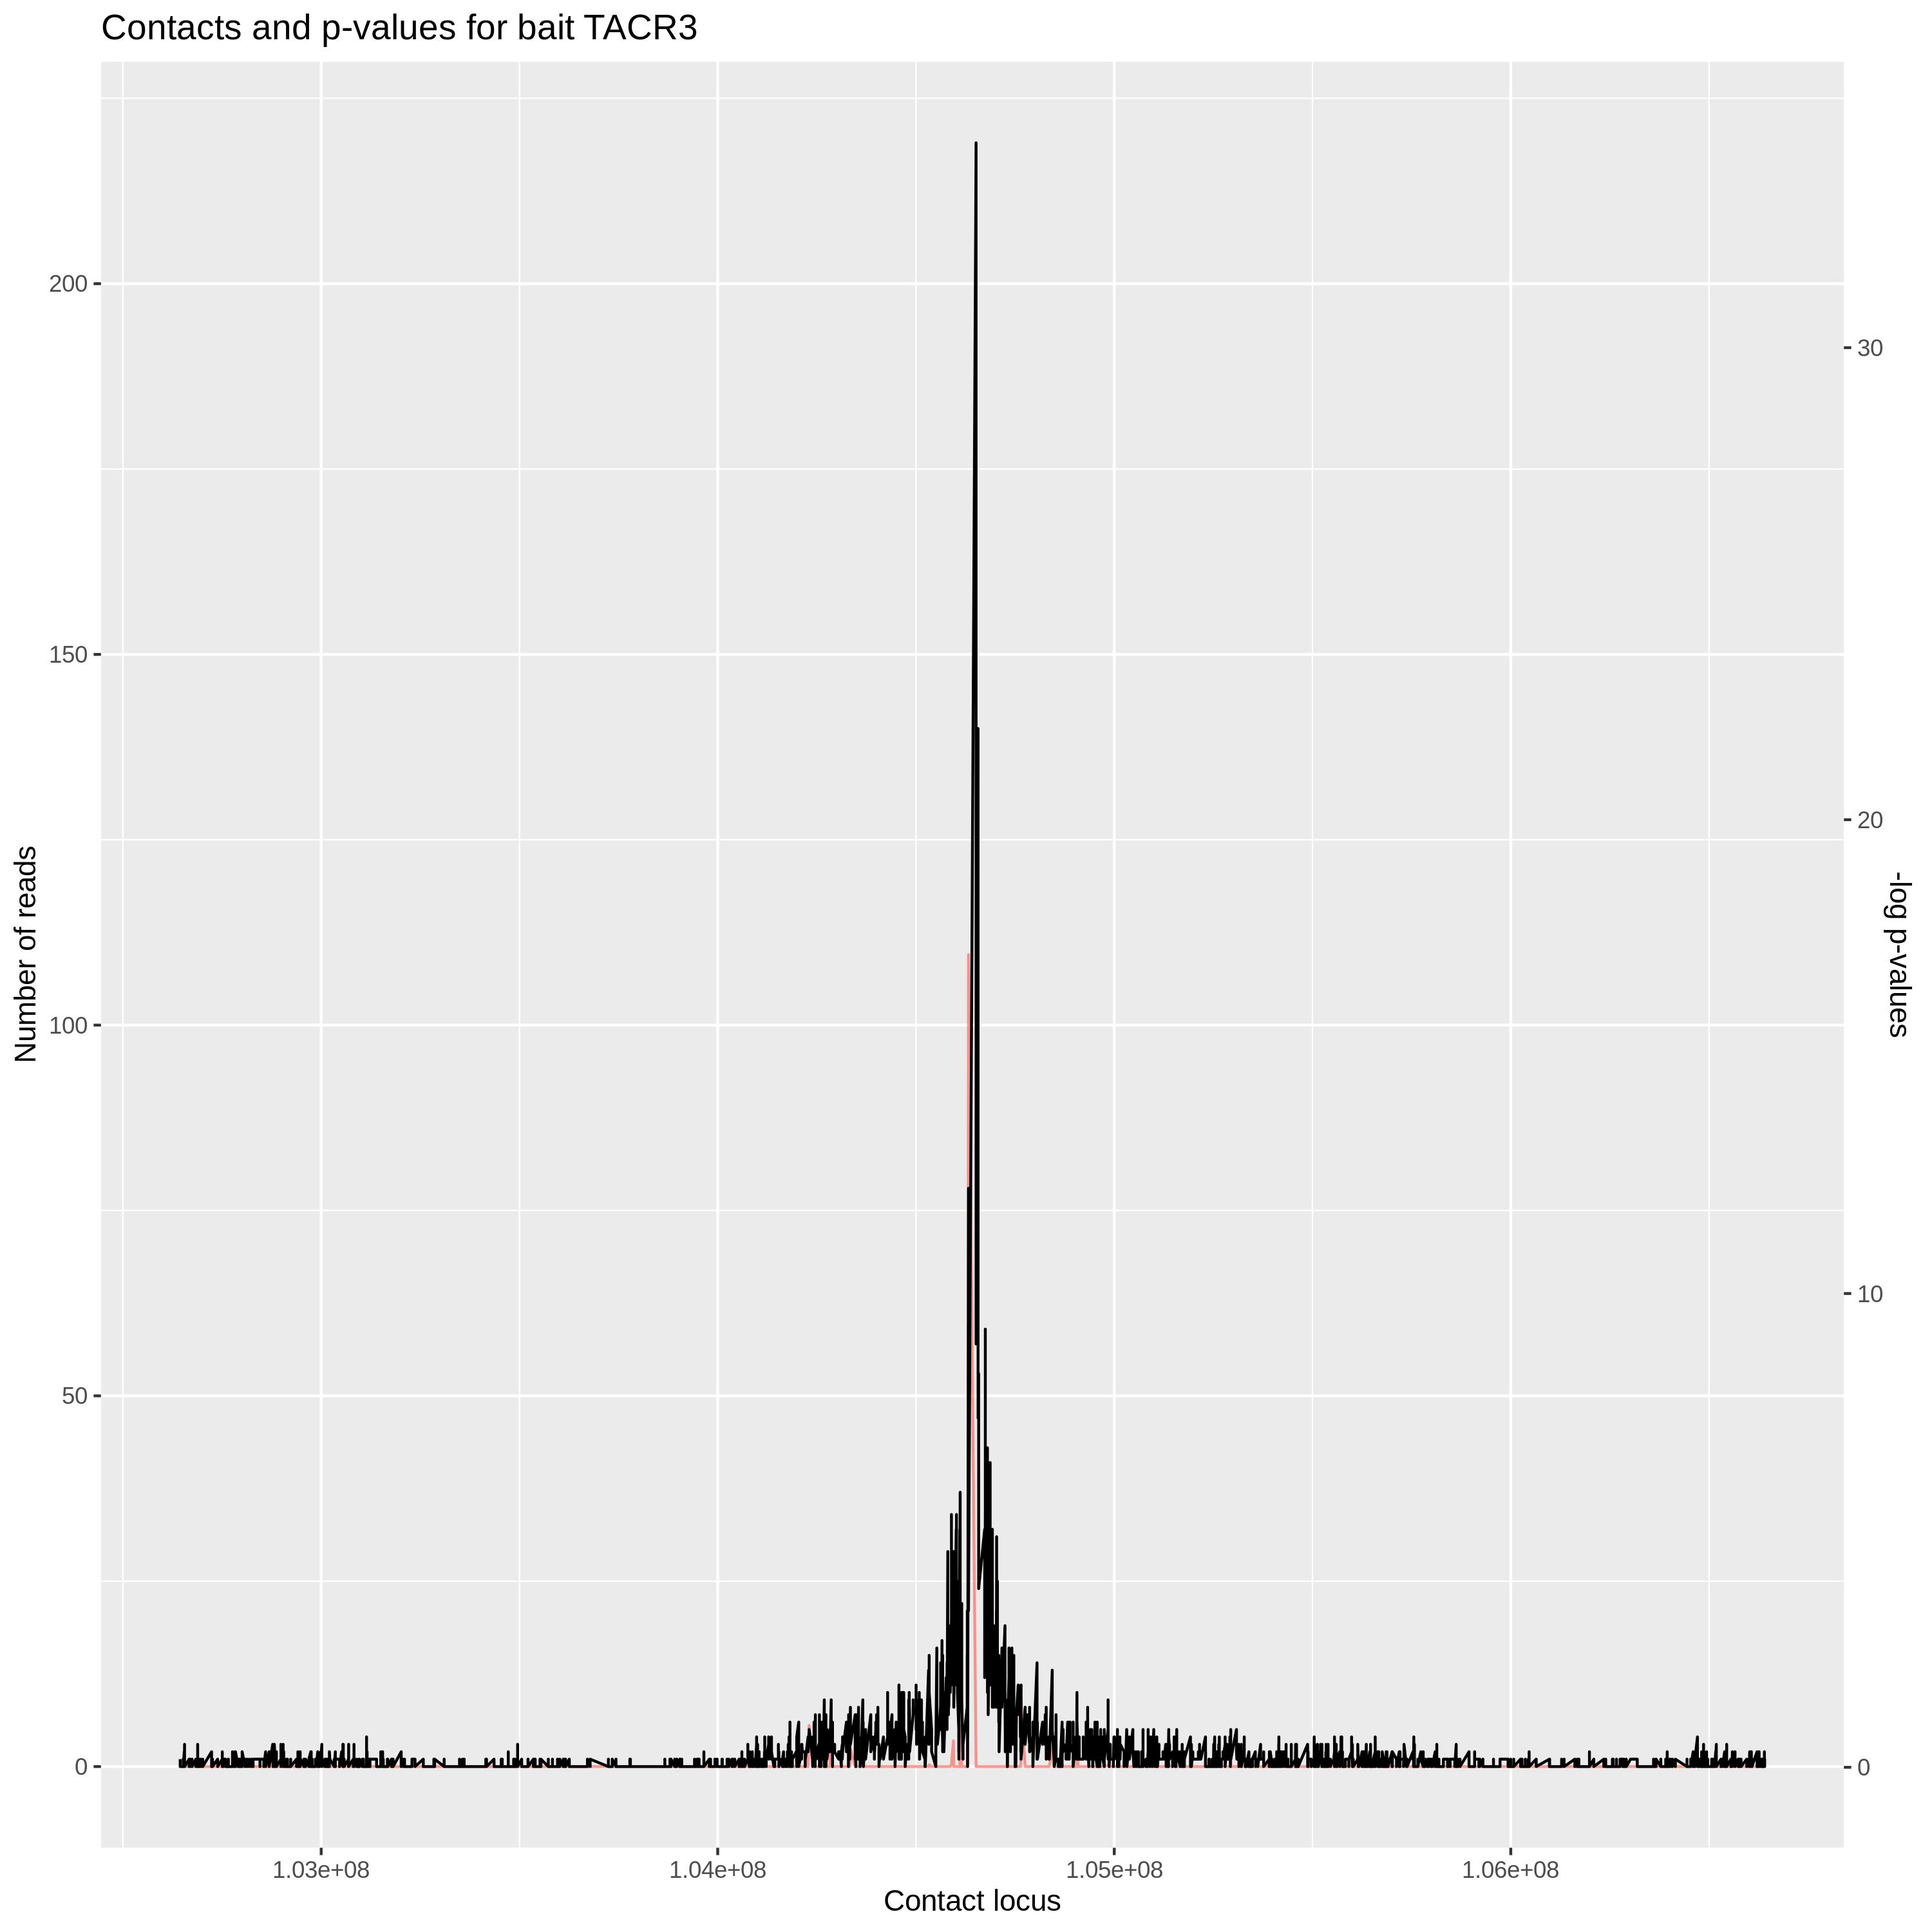 Contacts and p-values for bait TACR3
Number of reads
200
150
100
50
0
30
20
10
0
-log p-values
1.03e+08 1.04e+08 1.05e+08 1.06e+08
Contact locus